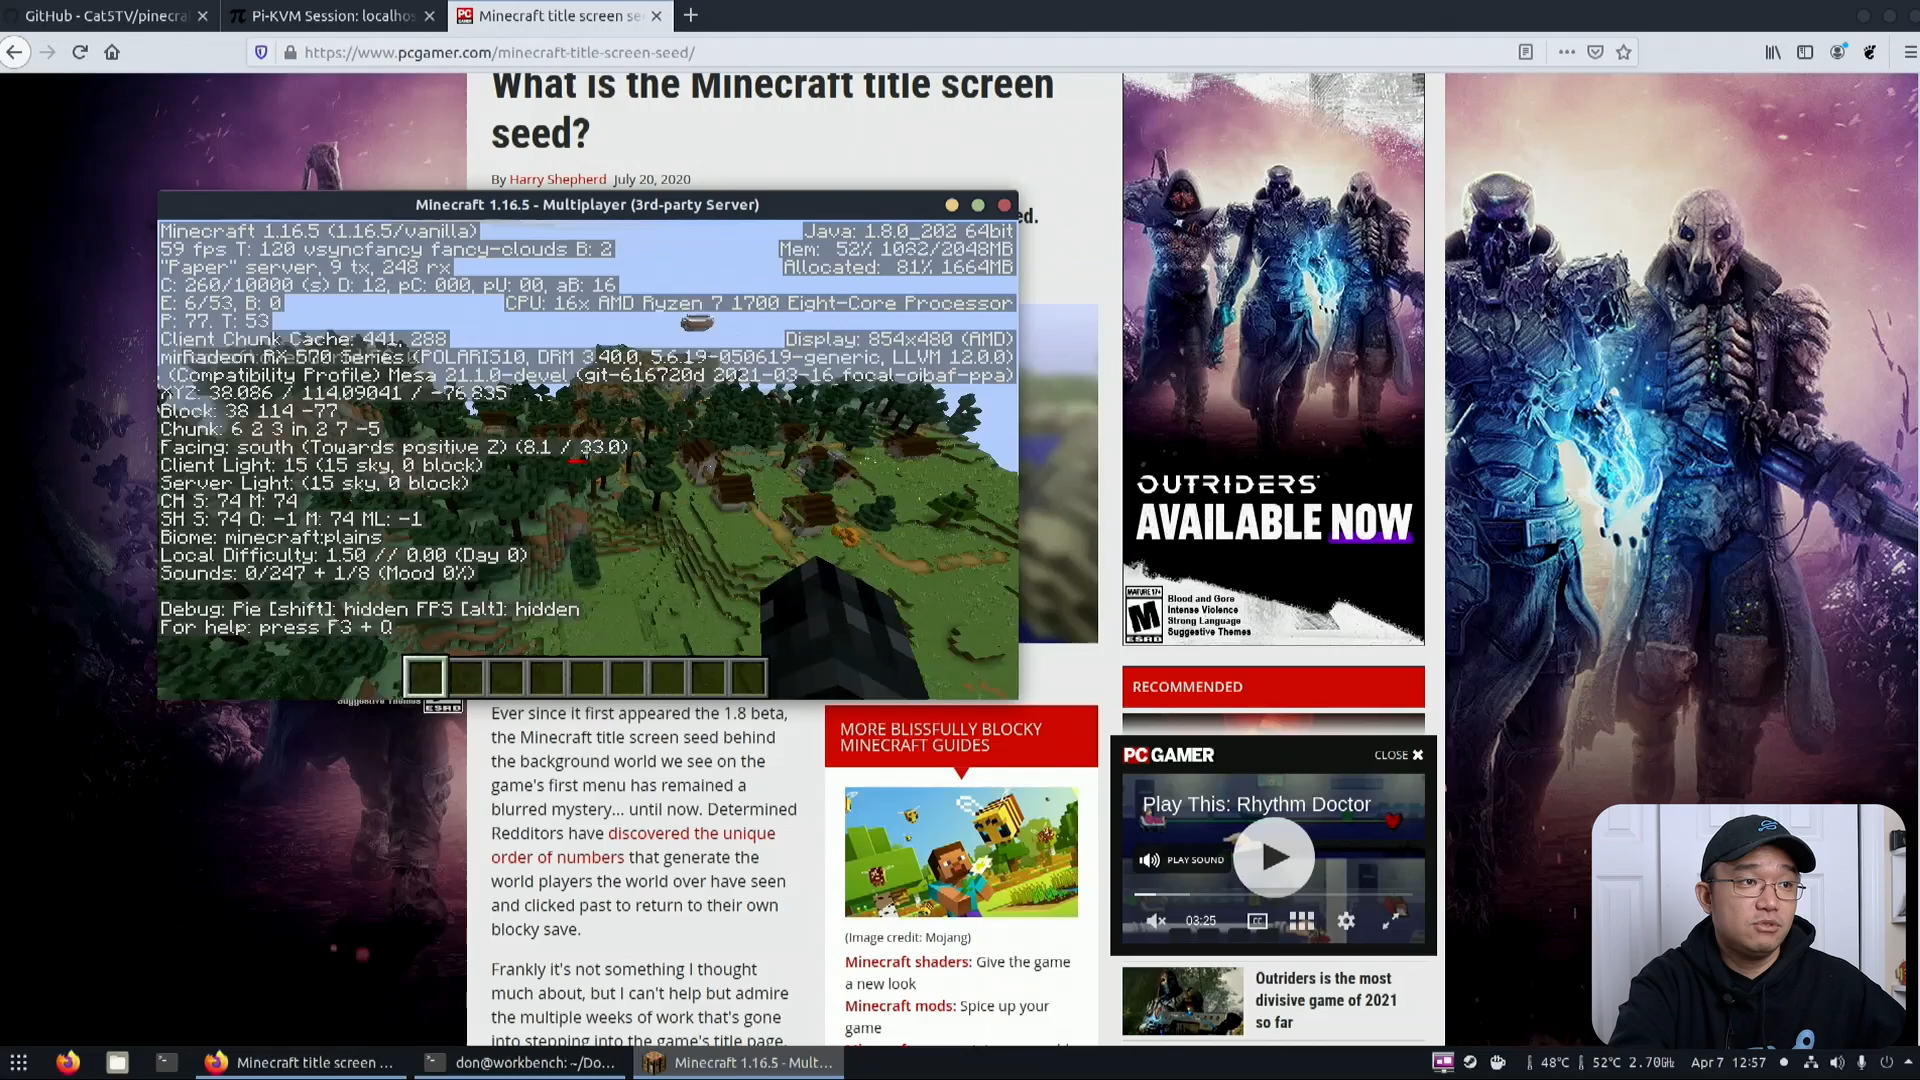 GitHub - Cat5TV/pinecra
Pi-KVM Session: localhos
Minecraft title screen se
https://www.pcgamer.com/minecraft-title-screen-seed/
What is the Minecraft title screen
seed?
By Harry Shepherd July 20, 2020
ed.
Minecraft 1.16.5 - Multiplayer (3rd-party Server)
Minecraft 1.16.5 (1.16.5/vanilla)
59 fps T: 120 vsyncfancy fancy-clouds B: 2
"Paper" server, 9 tx, 248 rx
C: 260/10000 (s) D: 12, pC: 000, pU: 00, aB: 16
E: 6/53, B: 0
P: 77. T: 53
Client Chunk Cache: 441, 288
XYZ: 38.086 / 114.09041 / -76.835
Block: 38 114 -77
Chunk: 6 2 3 in 2 7 -5
Facing: south (Towards positive Z) (8.1 / 33.0)
Client Light: 15 (15 sky, 0 block)
Server Light: (15 sky, 0 block)
CH S: 74 M: 74
SH S: 74 O: -1 M: 74 ML: -1
Biome: minecraft:plains
Local Difficulty: 1.50 // 0.00 (Day 0)
Sounds: 0/247 + 1/8 (Mood 0%)
Debug: Pie [shift]: hidden FPS [alt]: hidden
For help: press F3 + Q
Java: 1.8.0_202 64bit
Mem: 52% 1082/2048MB
Allocated: 81% 1664MB
CPU: 16x AMD Ryzen 7 1700 Eight-Core Processor
Display: 854x480 (AMD)
Radeon RX 570 Series (POLARIS10, DRM 3.40.0, 5.6.19-050619-generic, LLVM 12.0.0)
(Compatibility Profile) Mesa 21.1.0-devel (git-616720d 2021-03-16 focal-oibaf-ppa)
Suggestive Themes
ESRB
Ever since it first appeared the 1.8 beta,
the Minecraft title screen seed behind
the background world we see on the
game's first menu has remained a
blurred mystery... until now. Determined
Redditors have discovered the unique
order of numbers that generate the
world players the world over have seen
and clicked past to return to their own
blocky save.
Frankly it's not something I thought
much about, but I can't help but admire
the multiple weeks of work that's gone
into stepping into the game's title page.
MORE BLISSFULLY BLOCKY
MINECRAFT GUIDES
(Image credit: Mojang)
Minecraft shaders: Give the game
a new look
Minecraft mods: Spice up your
game
OUTRIDERS
AVAILABLE NOW
MATURE 17+
M
ESRB
Blood and Gore
Intense Violence
Strong Language
Suggestive Themes
RECOMMENDED
PC GAMER
CLOSE X
Play This: Rhythm Doctor
PLAY SOUND
03:25
CC
Outriders is the most
divisive game of 2021
so far
Minecraft title screen ...
don@workbench: ~/Do...
Minecraft 1.16.5 - Mult...
48°C
52°C
2.70GHz
Apr 7 12:57